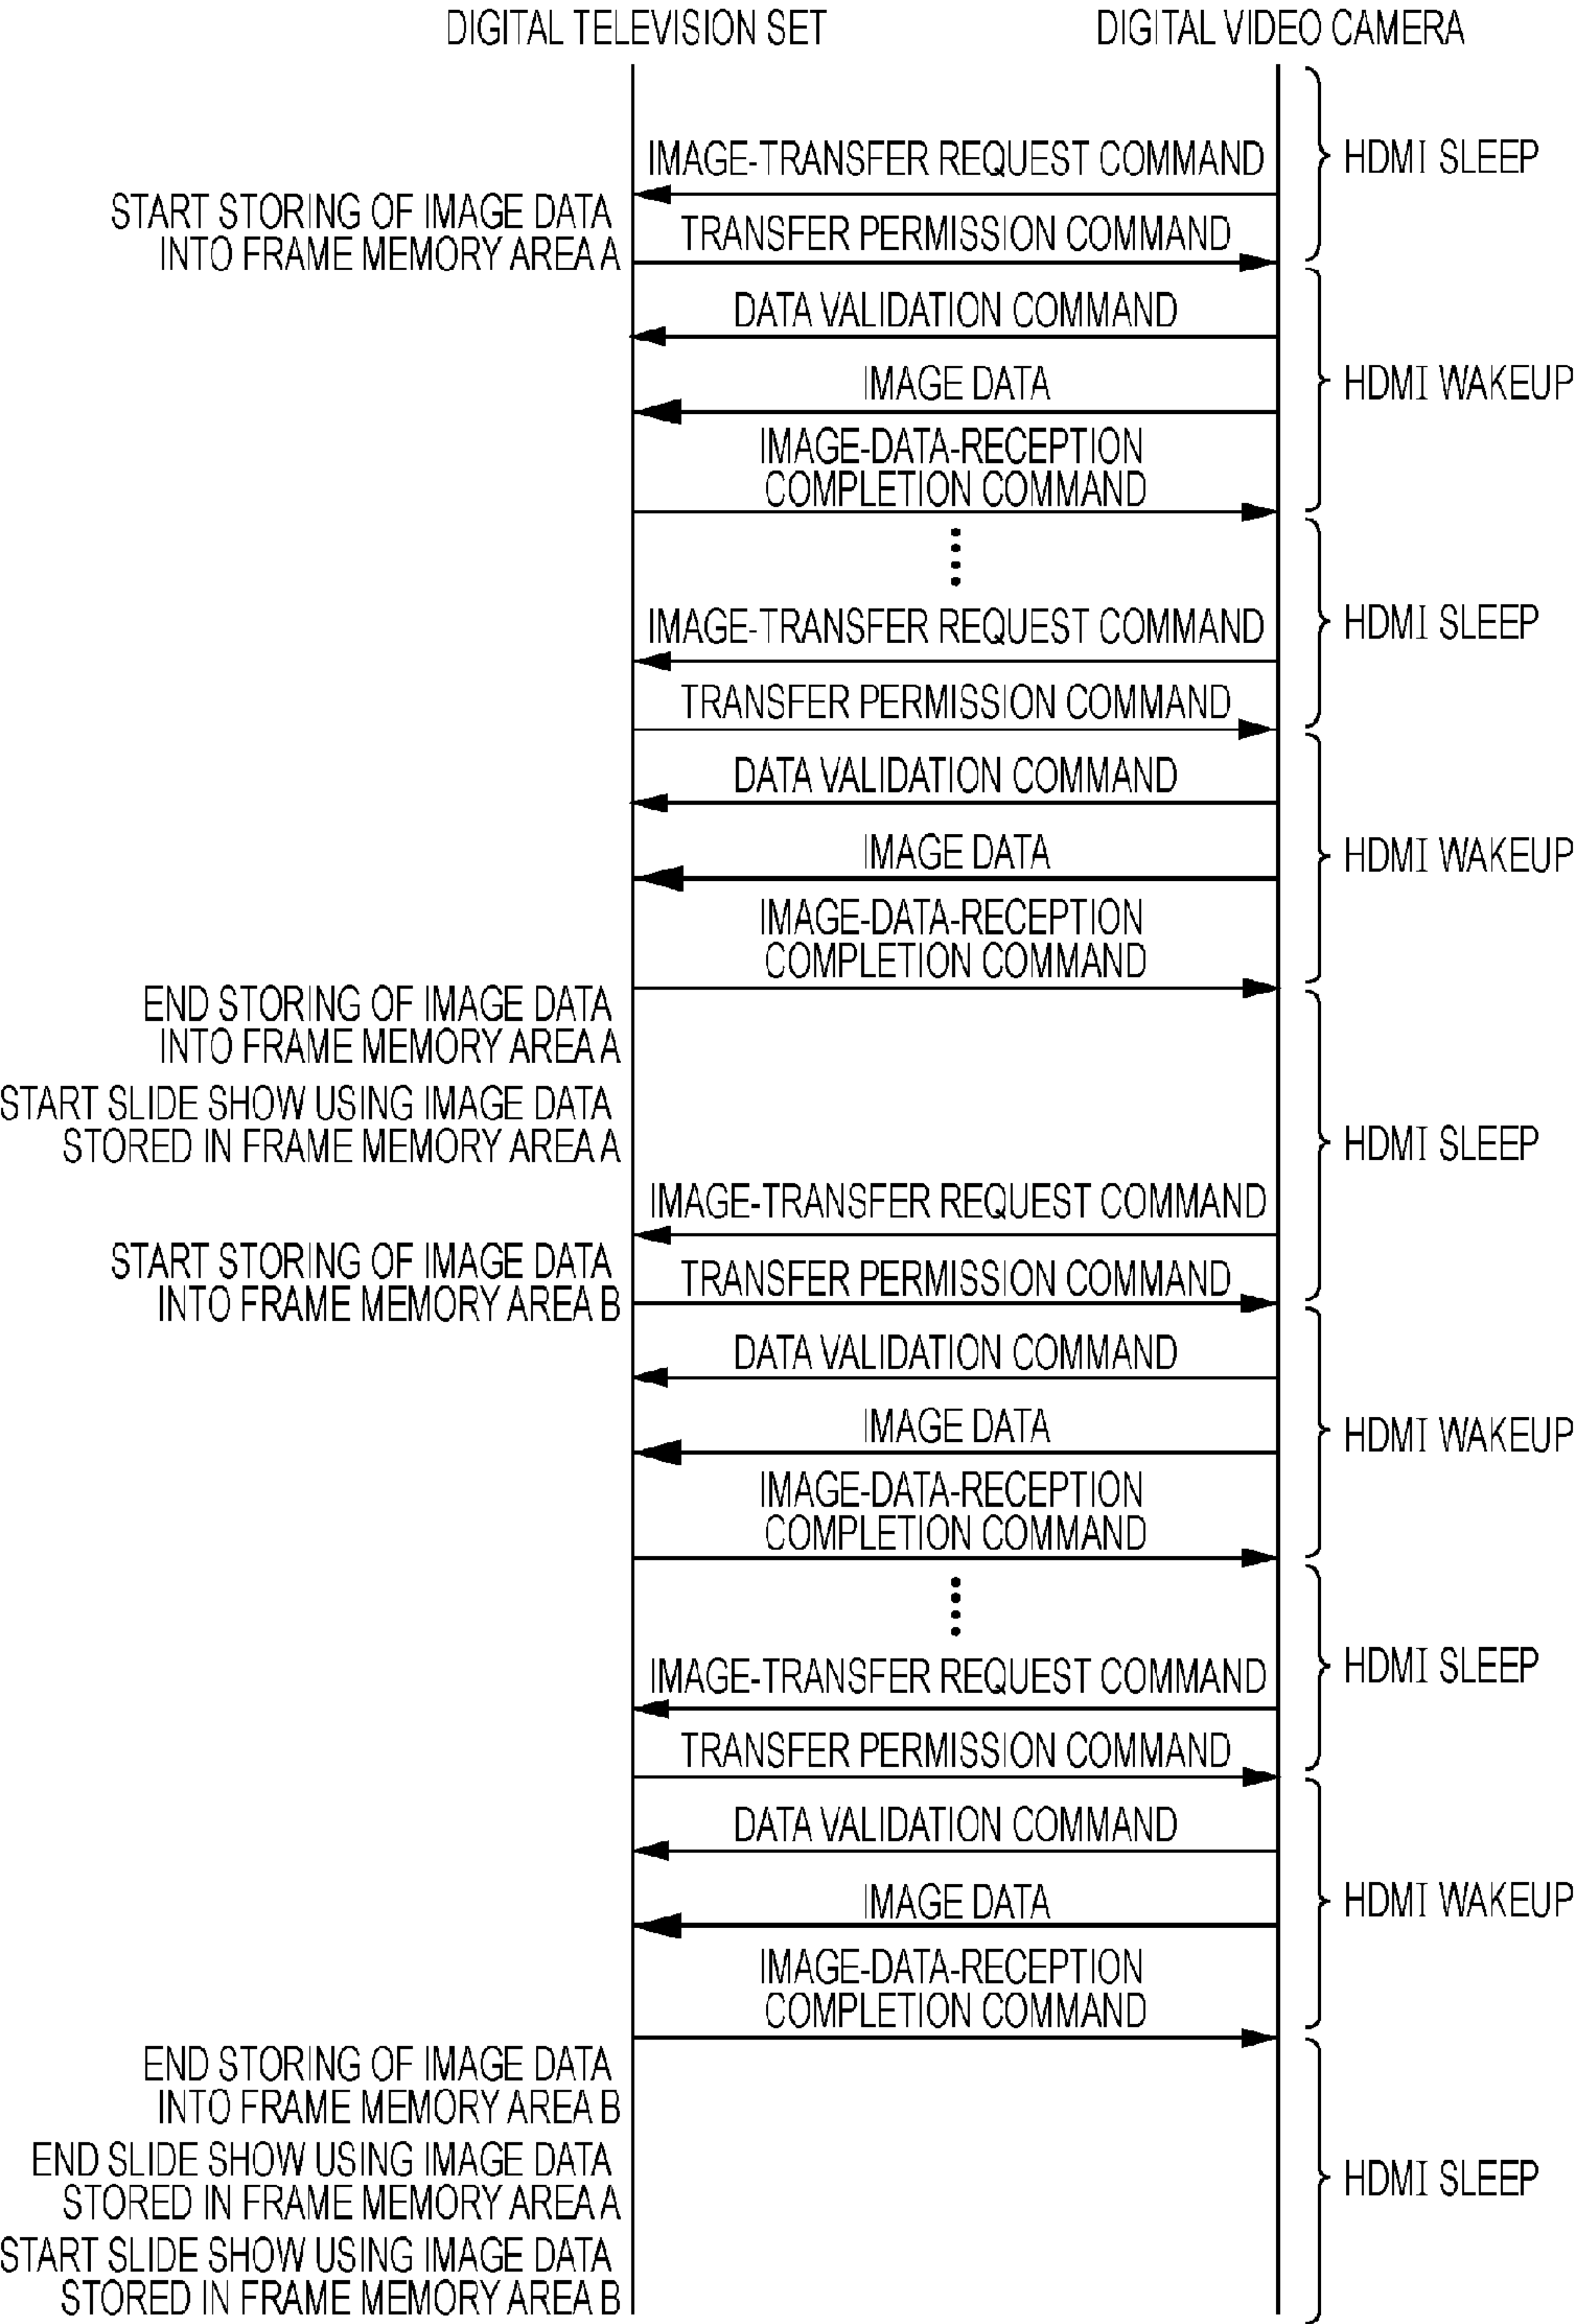 DIGITAL TELEVISION SET
DIGITAL VIDEO CAMERA
IMAGE-TRANSFER REQUEST COMMAND
HDMI SLEEP
START STORING OF IMAGE DATA
INTO FRAME MEMORY AREA A
TRANSFER PERMISSION COMMAND
DATA VALIDATION COMMAND
IMAGE DATA
HDMI WAKEUP
IMAGE-DATA-RECEPTION
COMPLETION COMMAND
IMAGE-TRANSFER REQUEST COMMAND
HDMI SLEEP
TRANSFER PERMISSION COMMAND
DATA VALIDATION COMMAND
IMAGE DATA
HDMI WAKEUP
IMAGE-DATA-RECEPTION
COMPLETION COMMAND
END STORING OF IMAGE DATA
INTO FRAME MEMORY AREA A
START SLIDE SHOW USING IMAGE DATA
STORED IN FRAME MEMORY AREA A
HDMI SLEEP
IMAGE-TRANSFER REQUEST COMMAND
START STORING OF IMAGE DATA
INTO FRAME MEMORY AREA B
TRANSFER PERMISSION COMMAND
DATA VALIDATION COMMAND
IMAGE DATA
HDMI WAKEUP
IMAGE-DATA-RECEPTION
COMPLETION COMMAND
IMAGE-TRANSFER REQUEST COMMAND
HDMI SLEEP
TRANSFER PERMISSION COMMAND
DATA VALIDATION COMMAND
IMAGE DATA
HDMI WAKEUP
IMAGE-DATA-RECEPTION
COMPLETION COMMAND
END STORING OF IMAGE DATA
INTO FRAME MEMORY AREA B
END SLIDE SHOW USING IMAGE DATA
STORED IN FRAME MEMORY AREA A
HDMI SLEEP
START SLIDE SHOW USING IMAGE DATA
STORED IN FRAME MEMORY AREA B